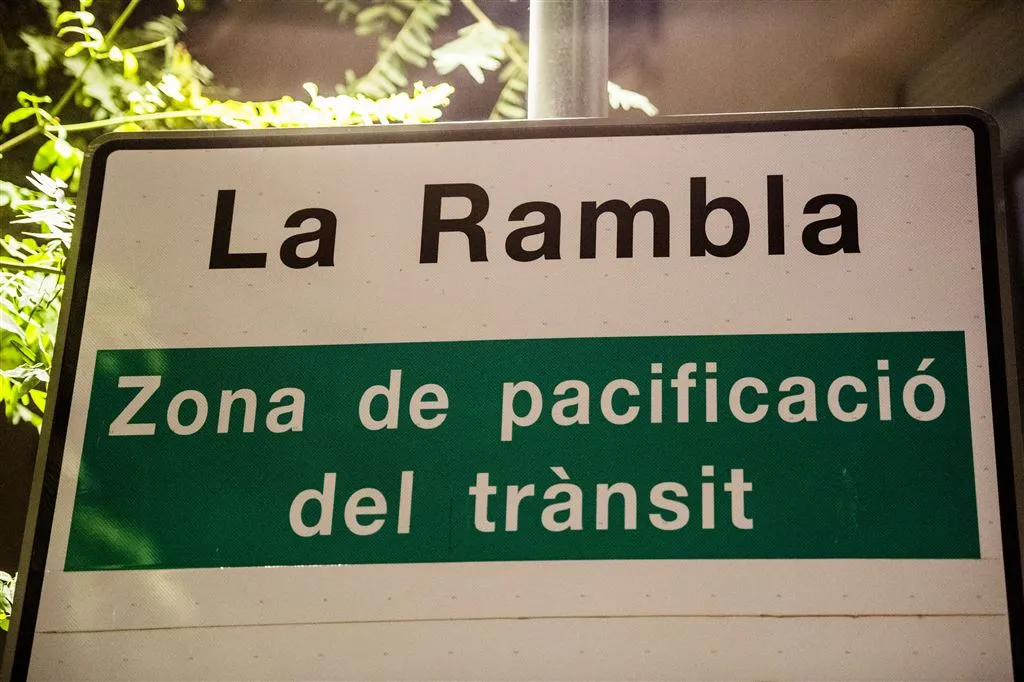 La Rambla
Zona de pacificació
del trànsit